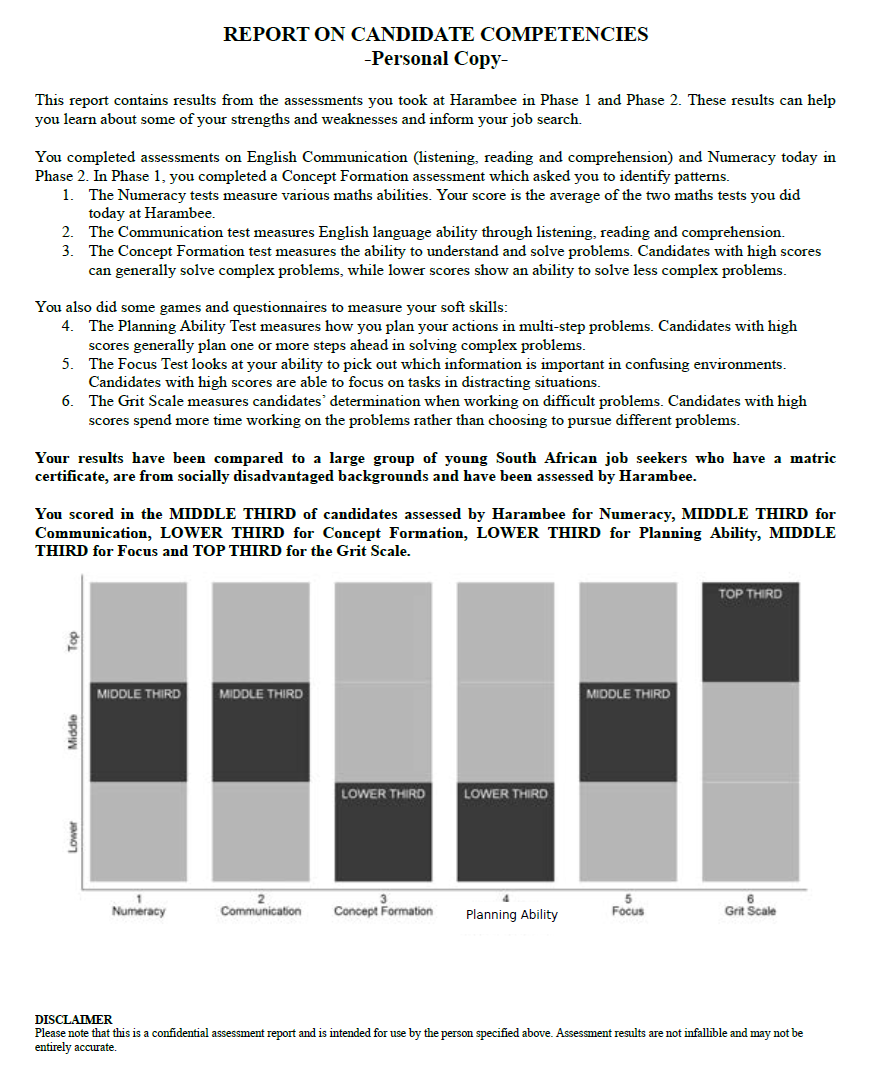 REPORT ON CANDIDATE COMPETENCIES
-Personal Copy-
This report contains results from the assessments you took at Harambee in Phase 1 and Phase 2. These results can help
you learn about some of your strengths and weaknesses and inform your job search.
You completed assessments on English Communication (listening, reading and comprehension) and Numeracy today in
Phase 2. In Phase 1, you completed a Concept Formation assessment which asked you to identify patterns.
1. The Numeracy tests measure various maths abilities. Your score is the average of the two maths tests you did
today at Harambee.
2. The Communication test measures English language ability through listening, reading and comprehension.
3. The Concept Formation test measures the ability to understand and solve problems. Candidates with high scores
can generally solve complex problems, while lower scores show an ability to solve less complex problems.
You also did some games and questionnaires to measure your soft skills:
4. The Planning Ability Test measures how you plan your actions in multi-step problems. Candidates with high
scores generally plan one or more steps ahead in solving complex problems.
5. The Focus Test looks at your ability to pick out which information is important in confusing environments.
Candidates with high scores are able to focus on tasks in distracting situations.
6. The Grit Scale measures candidates' determination when working on difficult problems. Candidates with high
scores spend more time working on the problems rather than choosing to pursue different problems.
Your results have been compared to a large group of young South African job seekers who have a matric
certificate, are from socially disadvantaged backgrounds and have been assessed by Harambee.
You scored in the MIDDLE THIRD of candidates assessed by Harambee for Numeracy, MIDDLE THIRD for
Communication, LOWER THIRD for Concept Formation, LOWER THIRD for Planning Ability, MIDDLE
THIRD for Focus and TOP THIRD for the Grit Scale.
Top
Middle
Lower
TOP THIRD
MIDDLE THIRD
MIDDLE THIRD
MIDDLE THIRD
LOWER THIRD
LOWER THIRD
1
Numeracy
2
Communication
3
Concept Formation
4
Planning Ability
5
Focus
6
Grit Scale
DISCLAIMER
Please note that this is a confidential assessment report and is intended for use by the person specified above. Assessment results are not infallible and may not be
entirely accurate.